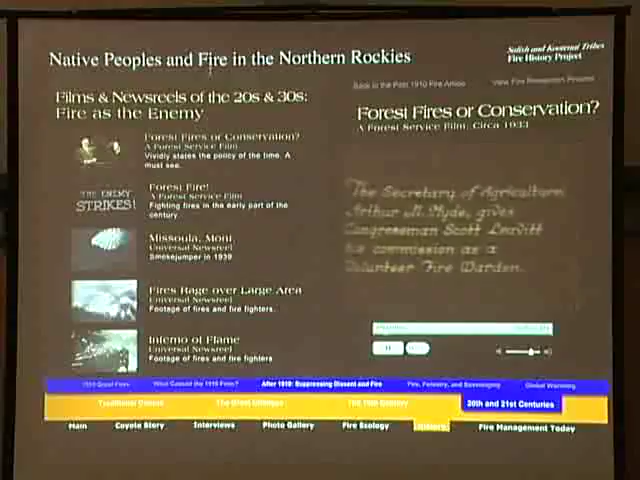 Native Peoples and Fire in the Northern Rockies
Salish and Kootenai Tribes
Fire History Project
Back to the Post 1910 Fire Article
View Fire Research Process
Films & Newsreels of the 20s & 30s:
Fire as the Enemy
Forest Fires or Conservation?
A Forest Service Film
Vividly states the policy of the time. A
must see.
THE ENEMY
STRIKES!
Forest Fire!
A Forest Service Film
Fighting fires in the early part of the
century.
Missoula, Mont.
Universal Newsreel
Smokejumper in 1939
Fires Rage over Large Area
Universal Newsreel
Footage of fires and fire fighters.
Inferno of Flame
Universal Newsreel
Footage of fires and fire fighters
Forest Fires or Conservation?
A Forest Service Film, Circa 1933
The Secretary of Agriculture
Arthur M. Hyde, gives
Congressman Scott Leavitt
his commission as a
Volunteer Fire Warden.
1910 Great Fires
What Caused the 1910 Fires?
After 1910: Suppressing Dissent and Fire
Fire, Forestry, and
Global Warming
Traditional Period
The Great Changes
The 19th Century
20th and 21st Centuries
Main
Coyote Story
Interviews
Photo Gallery
Fire Ecology
History
Fire Management Today